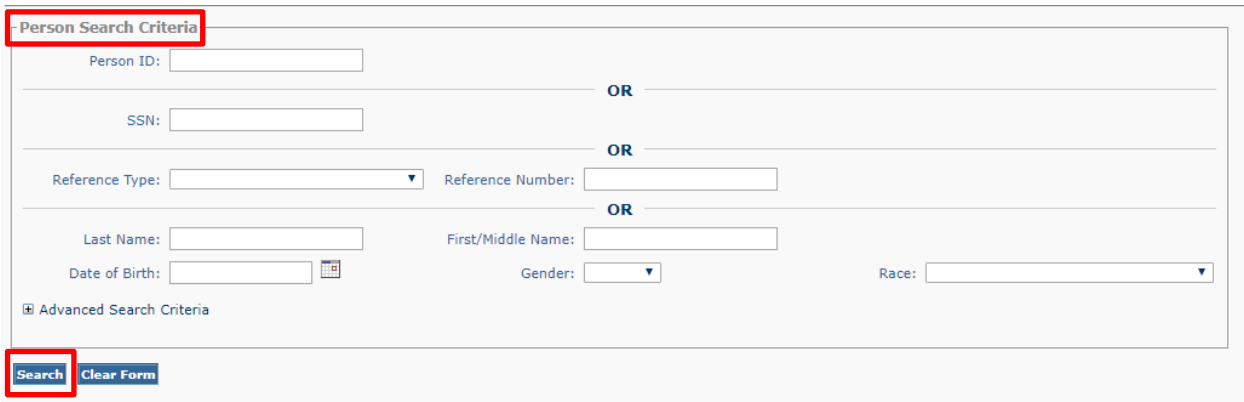 Person Search Criteria
Person ID:
OR
SSN:
OR
Reference Type: Reference Number:
OR
Last Name: First/Middle Name:
Date of Birth: Gender: Race:
Advanced Search Criteria
Search Clear Form